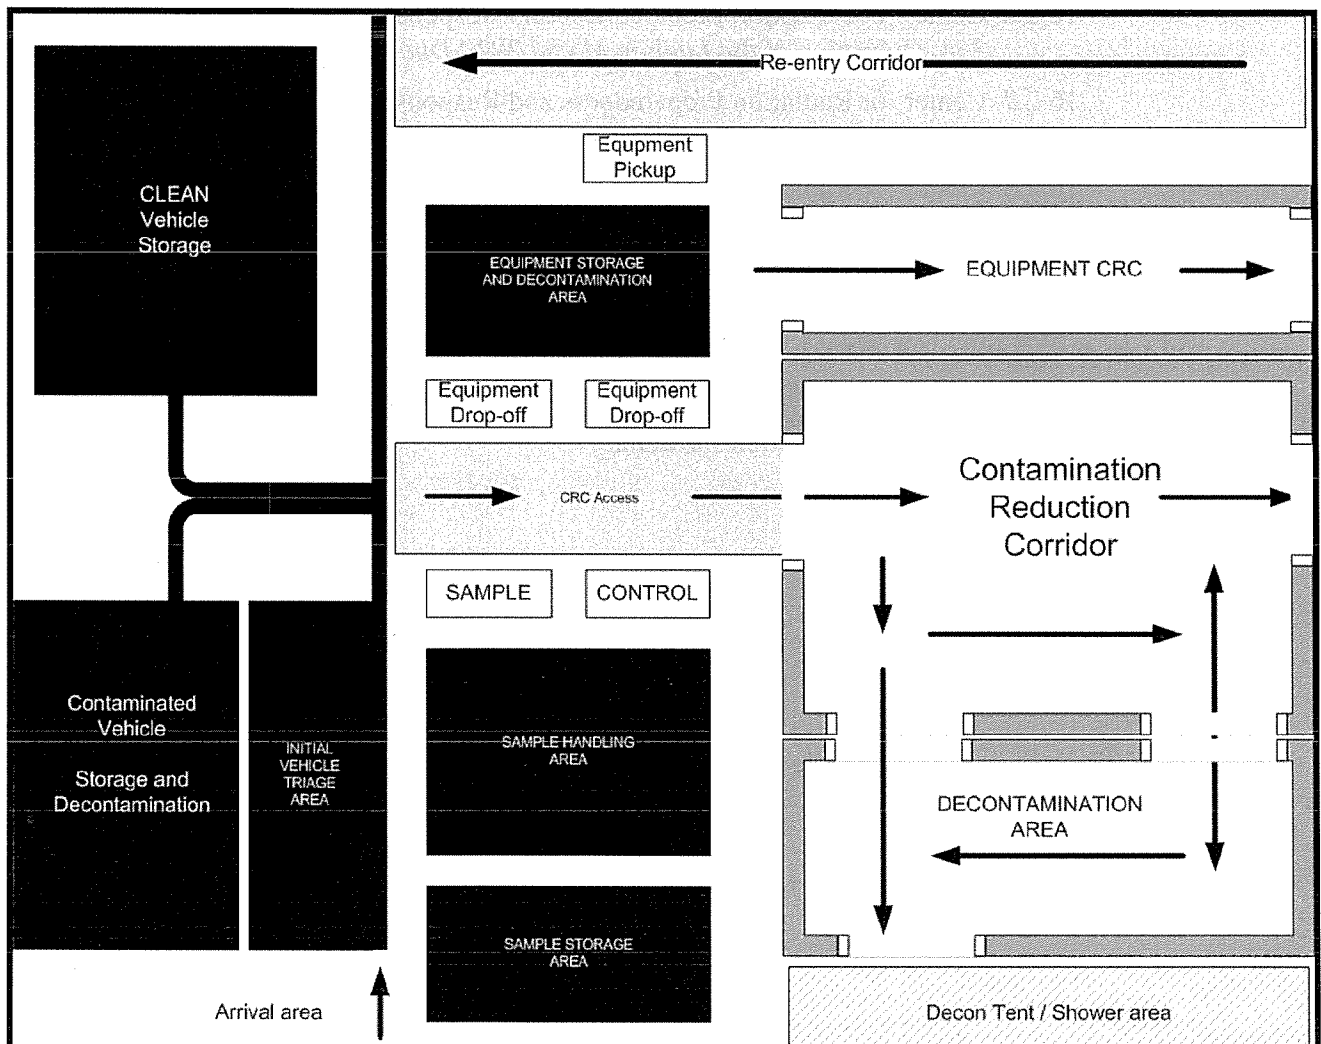 Re-entry Corridor
Equpment
Pickup
CLEAN
Vehicle
Storage
EQUIPMENT STORAGE
AND DECONTAMINATION
AREA
EQUIPMENT CRC
Equipment
Drop-off
Equipment
Drop-off
CRC Access
Contamination
Reduction
Corridor
SAMPLE
CONTROL
Contaminated
Vehicle
Storage and
Decontamination
INITIAL
VEHICLE
TRIAGE
AREA
SAMPLE HANDLING
AREA
DECONTAMINATION
AREA
SAMPLE STORAGE
AREA
Arrival area
Decon Tent / Shower area